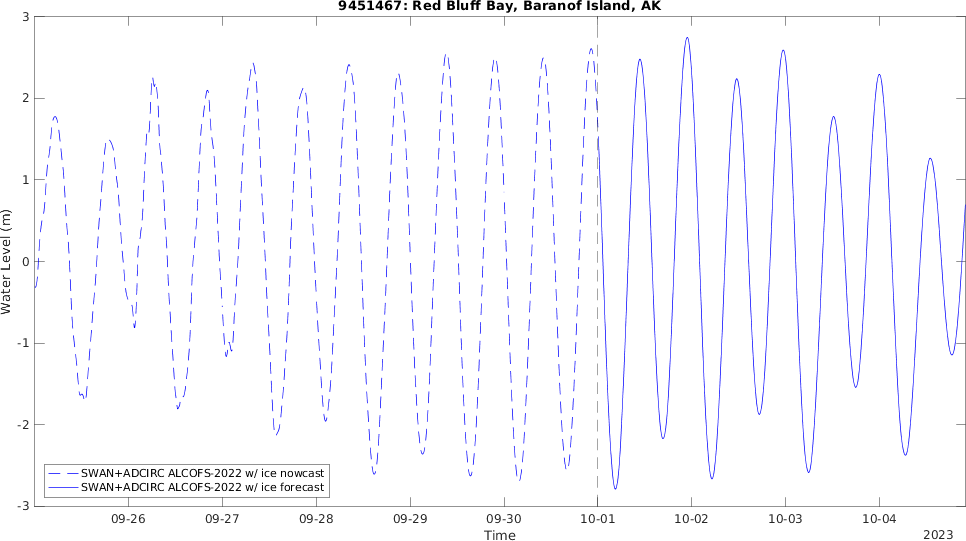 9451467: Red Bluff Bay, Baranof Island, AK
3
2
1
0
-1
-2
-3
Water Level (m)
SWAN+ADCIRC ALCOFS-2022 w/ ice nowcast
SWAN+ADCIRC ALCOFS-2022 w/ ice forecast
09-26 09-27 09-28 09-29 09-30 10-01 10-02 10-03 10-04
Time
2023